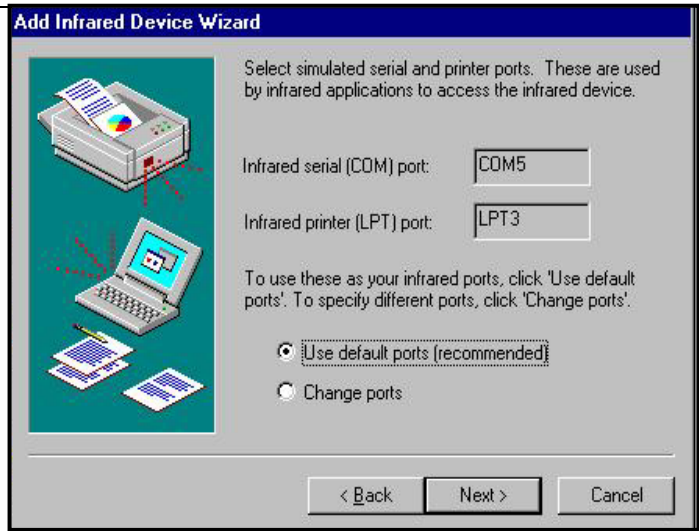 Add Infrared Device Wizard
Select simulated serial and printer ports. These are used
by infrared applications to access the infrared device.
Infrared serial (COM) port: COM5
Infrared printer (LPT) port: LPT3
To use these as your infrared ports, click 'Use default
ports'. To specify different ports, click 'Change ports'.
Use default ports (recommended)
Change ports
< Back Next > Cancel